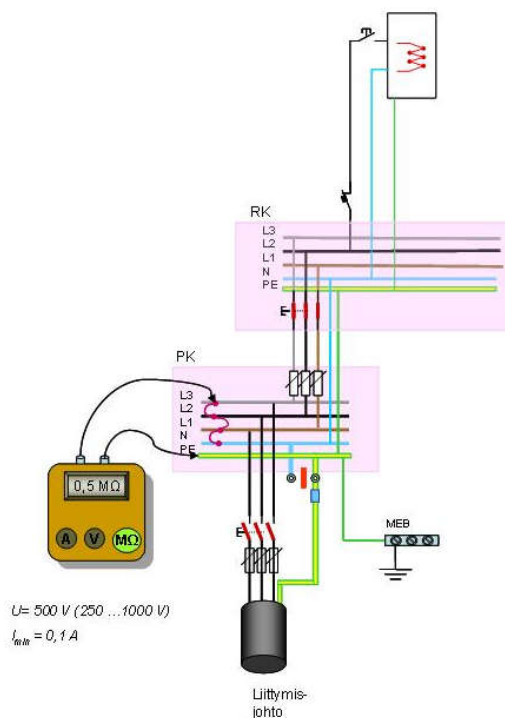 RK
L3
L2
L1
N
PE
PK
L3
L2
L1
N
PE
0,5 MΩ
A V MΩ
MEB
U= 500 V (250 ...1000 V)
Imin = 0,1 A
Liittymis-
johto